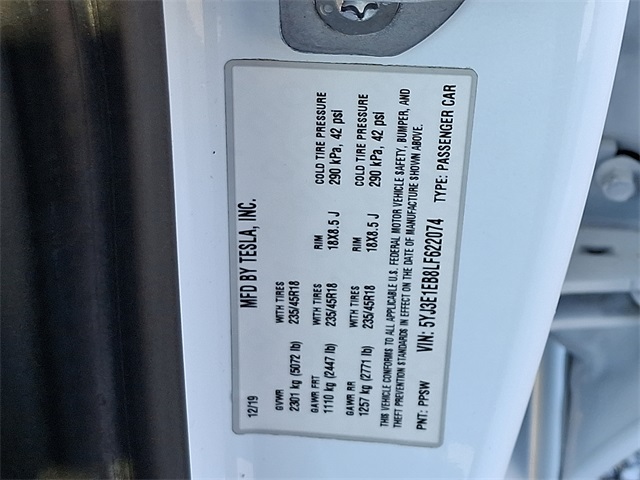 MFD BY TESLA, INC.
12/19
GVWR WITH TIRES RIM COLD TIRE PRESSURE
2301 kg (5072 lb) 235/45R18 18X8.5 J 290 kPa, 42 psi
GAWR FRT WITH TIRES
1110 kg (2447 lb) 235/45R18
GAWR RR WITH TIRES RIM COLD TIRE PRESSURE
1257 kg (2771 lb) 235/45R18 18X8.5 J 290 kPa, 42 psi
THIS VEHICLE CONFORMS TO ALL APPLICABLE U.S. FEDERAL MOTOR VEHICLE SAFETY, BUMPER, AND
THEFT PREVENTION STANDARDS IN EFFECT ON THE DATE OF MANUFACTURE SHOWN ABOVE.
PNT: PPSW VIN: 5YJ3E1EB8LF622074 TYPE: PASSENGER CAR